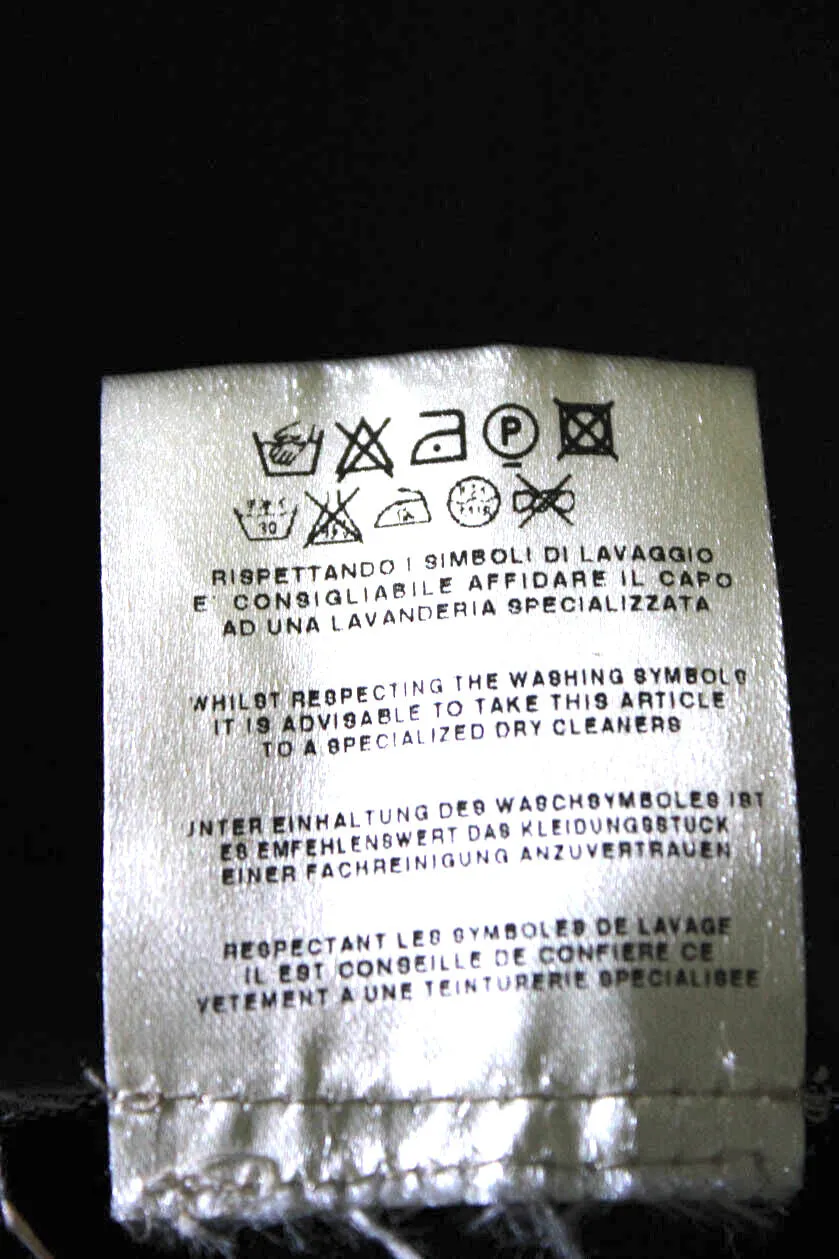 P
30
RISPETTANDO I SIMBOLI DI LAVAGGIO
E' CONSIGLIABILE AFFIDARE IL CAPO
AD UNA LAVANDERIA SPECIALIZZATA
WHILST RESPECTING THE WASHING SYMBOLS
IT IS ADVISABLE TO TAKE THIS ARTICLE
TO A SPECIALIZED DRY CLEANERS
UNTER EINHALTUNG DES WASCHSYMBOLES IST
ES EMFEHLENSWERT DAS KLEIDUNGSSTUCK
EINER FACHREINIGUNG ANZUVERTRAUEN
RESPECTANT LES SYMBOLES DE LAVAGE
IL EST CONSEILLE DE CONFIERE CE
VETEMENT A UNE TEINTURERIE SPECIALISEE